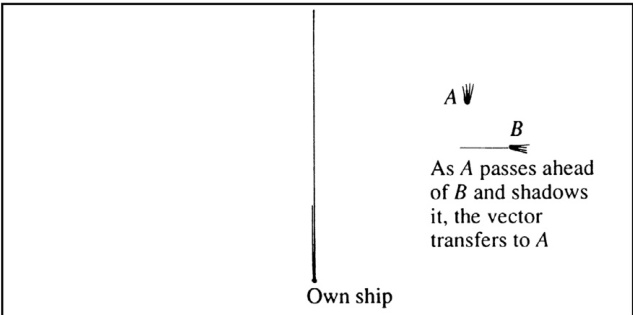 A
B
As A passes ahead
of B and shadows
it, the vector
transfers to A
Own ship